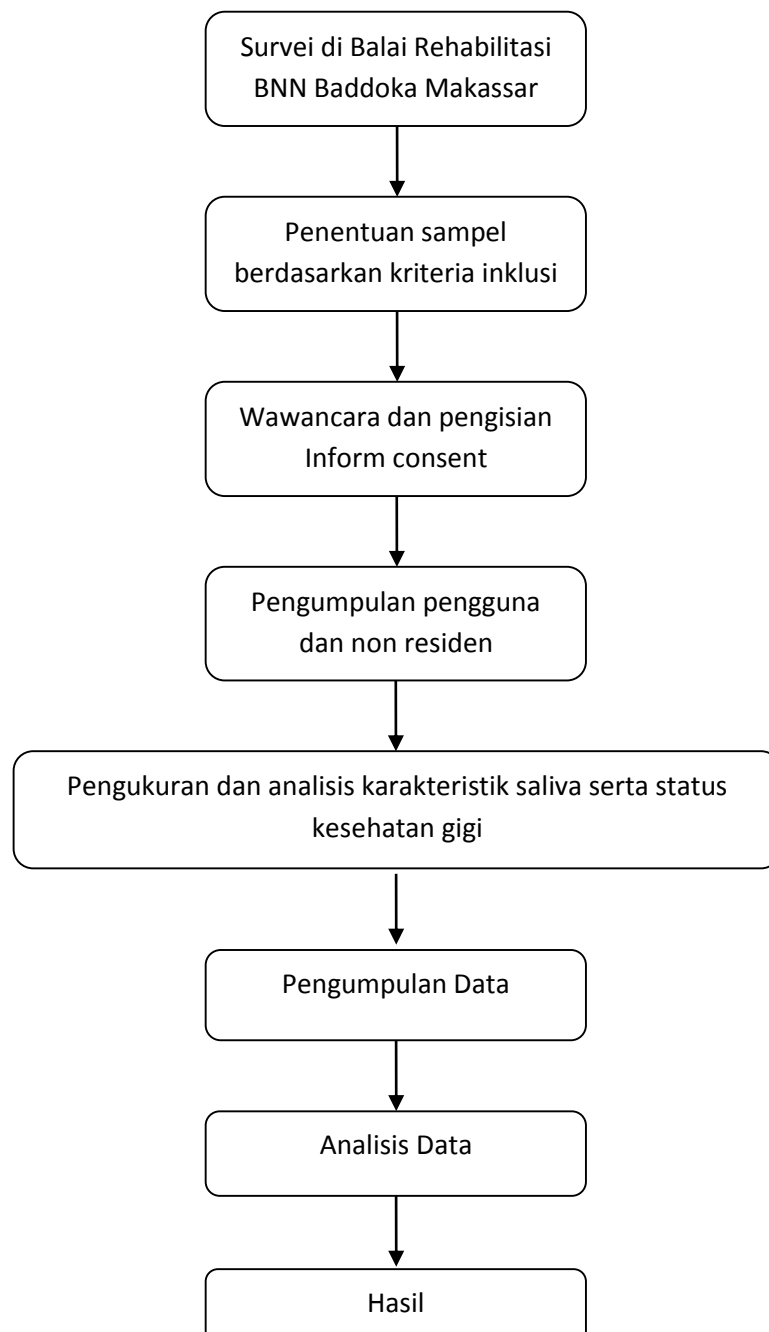 Survei di Balai Rehabilitasi
BNN Baddoka Makassar
Penentuan sampel
berdasarkan kriteria inklusi
Wawancara dan pengisian
Inform consent
Pengumpulan pengguna
dan non residen
Pengukuran dan analisis karakteristik saliva serta status
kesehatan gigi
Pengumpulan Data
Analisis Data
Hasil